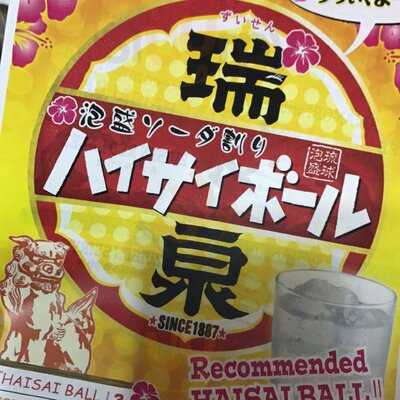 ずいせん
瑞
泡盛ソーダ割り
琉球
泡盛
ハイサイボール
泉
★SINCE1887★
Recommended
HAISAI BALL!!
HAISAI BALL